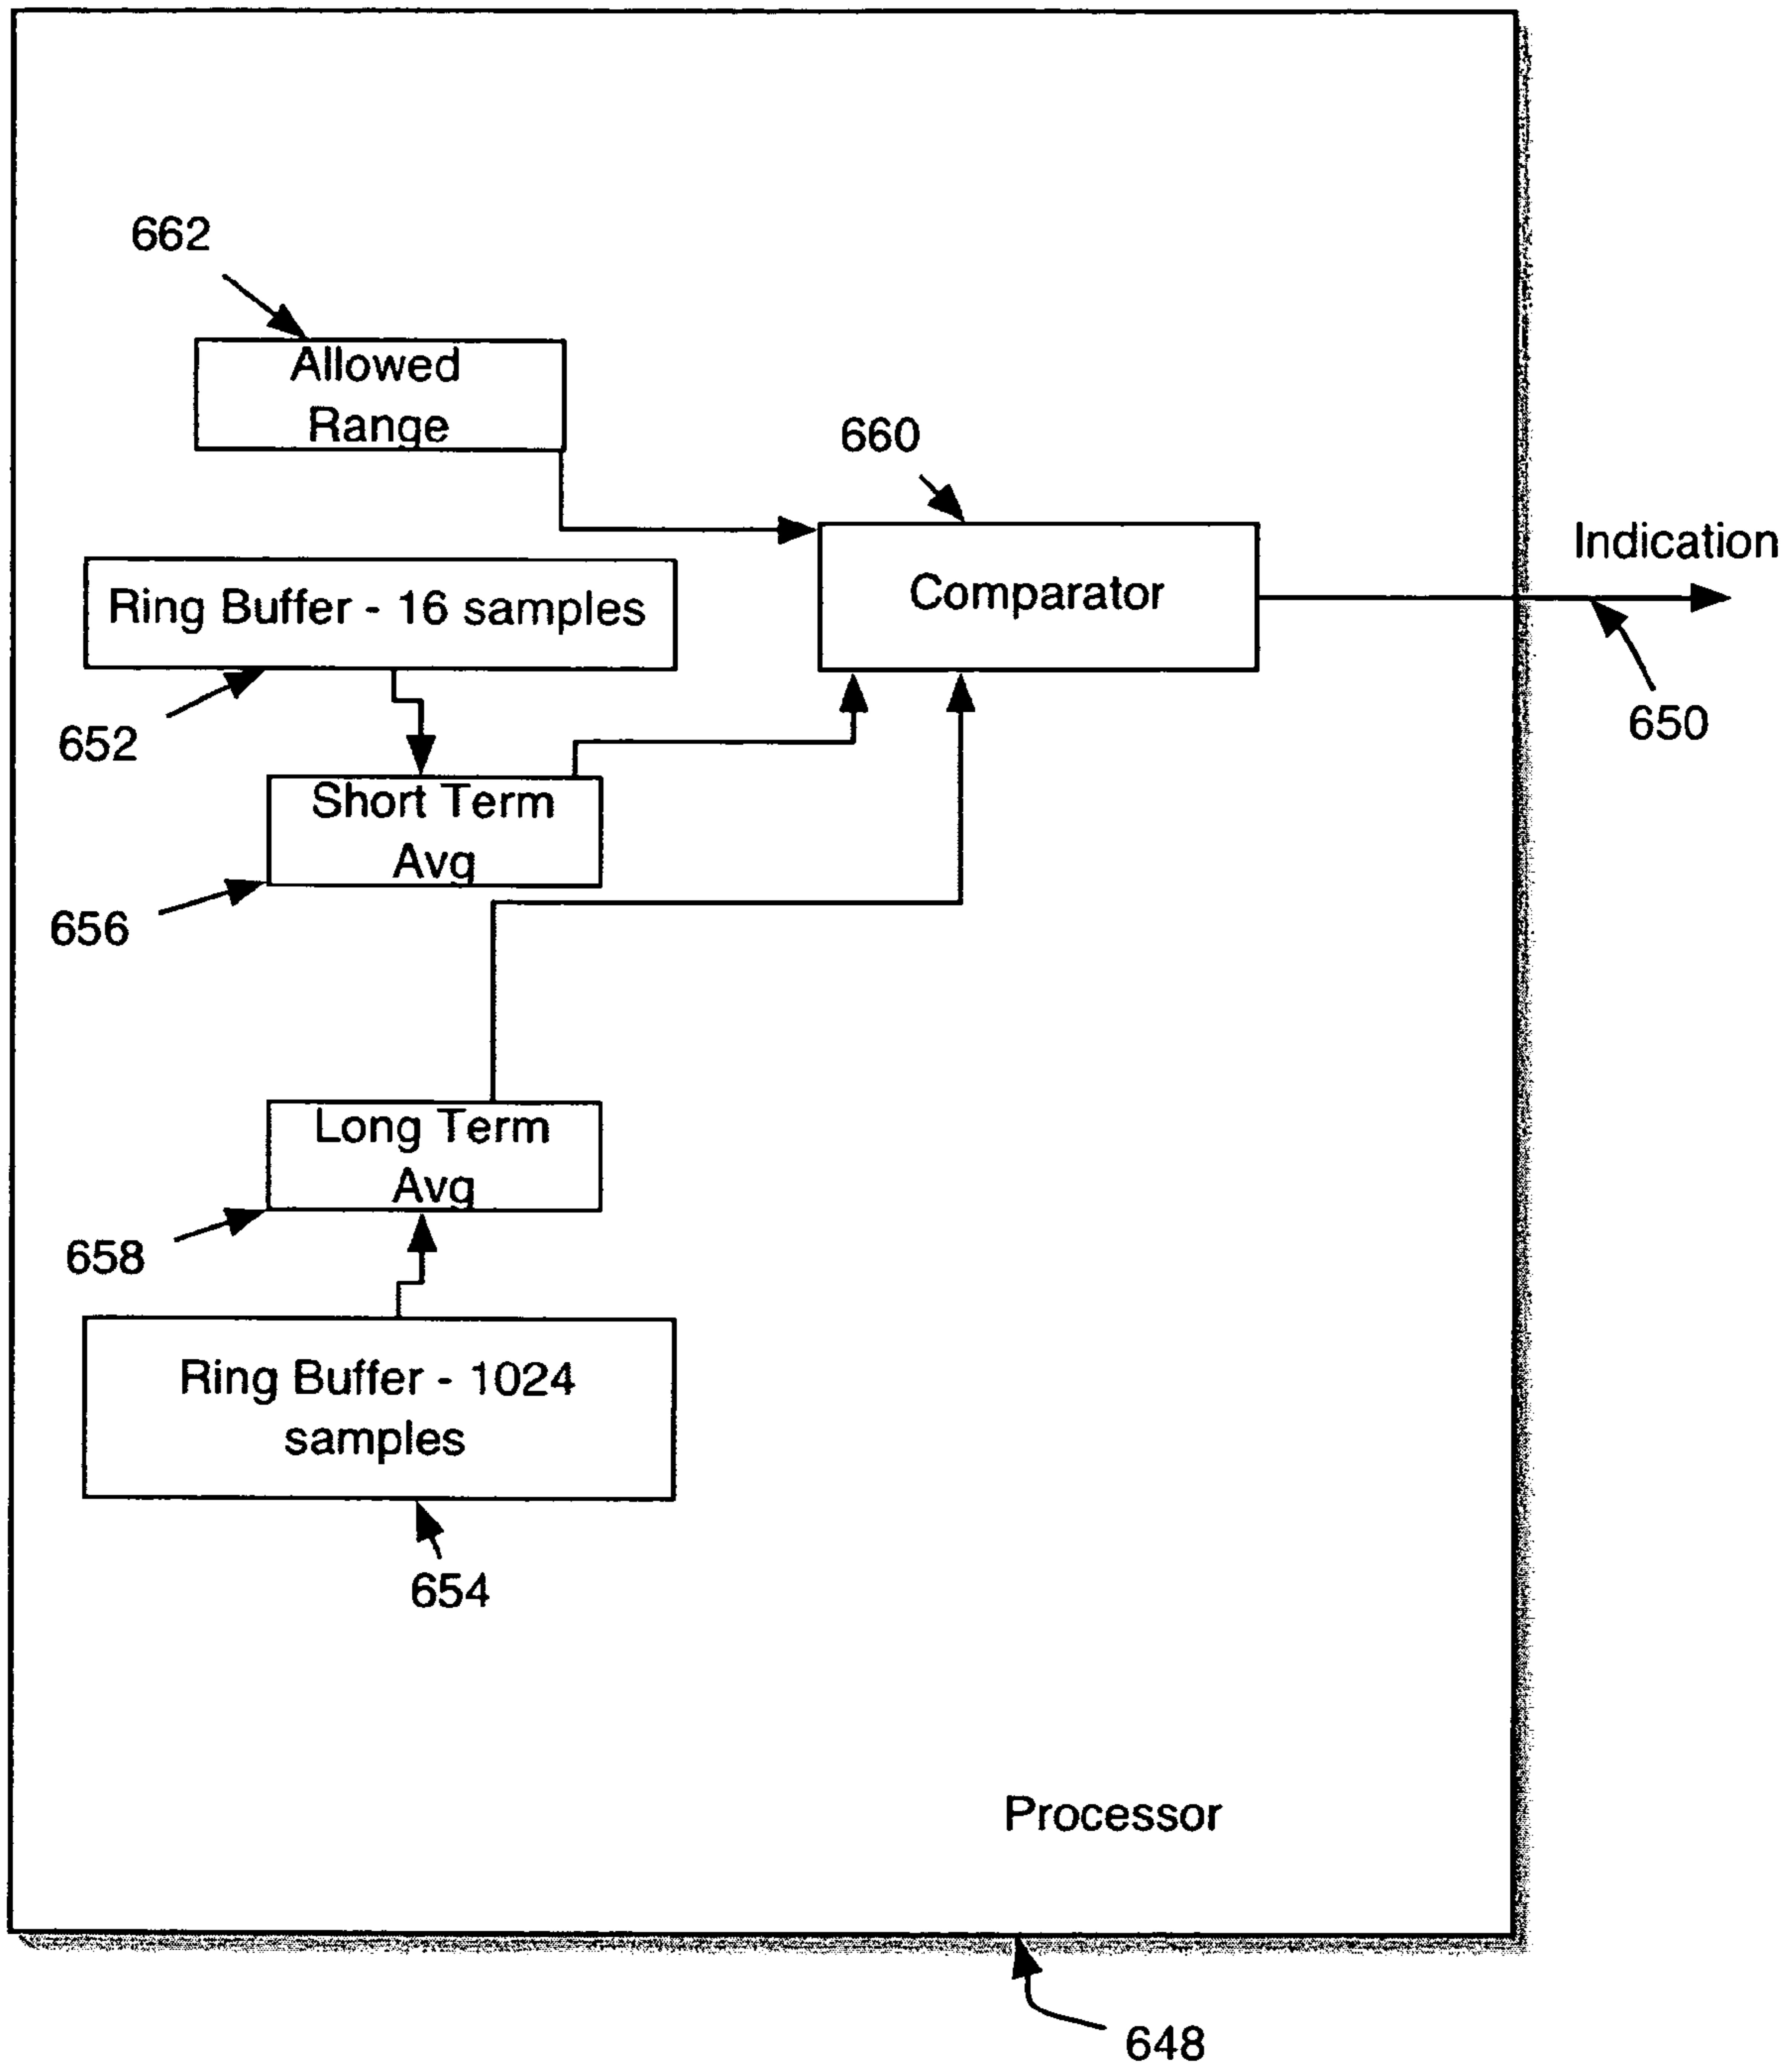 662
Allowed
Range
660
Comparator
Indication
650
Ring Buffer - 16 samples
652
Short Term
Avg
656
Long Term
Avg
658
Ring Buffer - 1024
samples
654
Processor
648